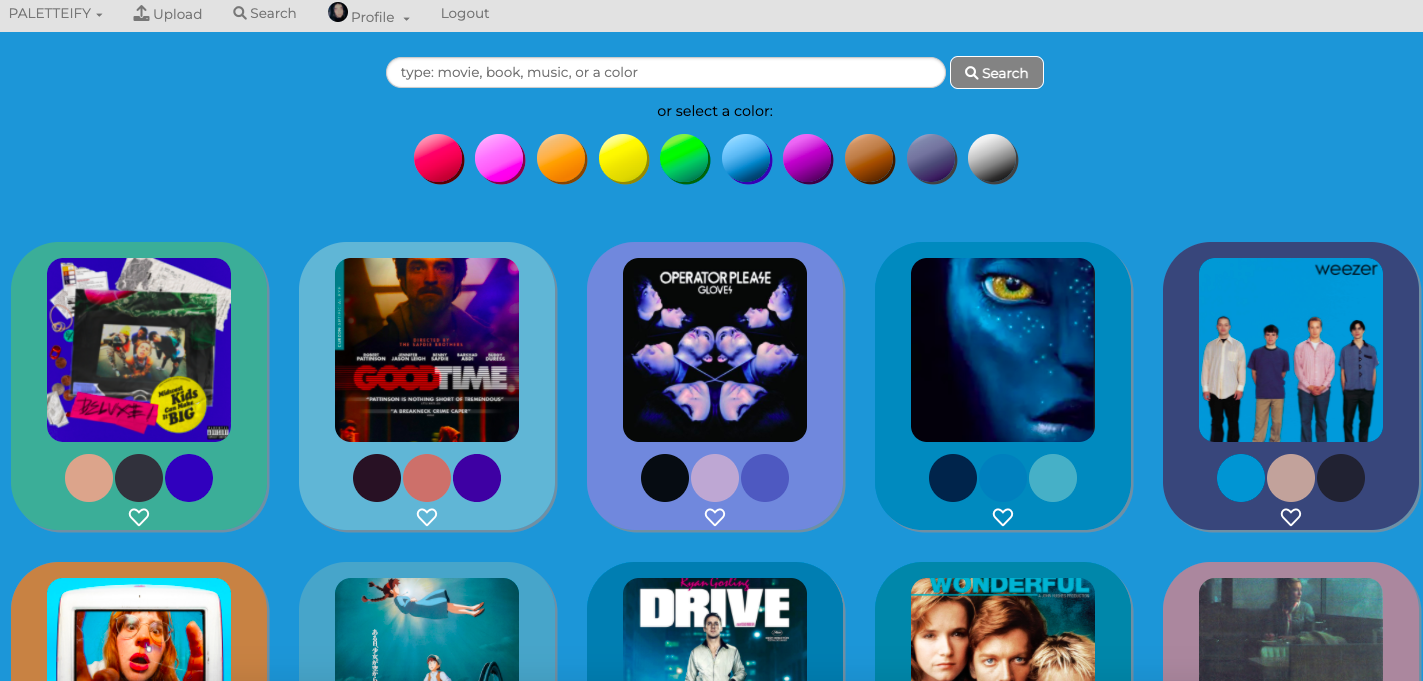 PALETTEIFY
Upload
Search
Profile
Logout
type: movie, book, music, or a color
Search
or select a color:
DELUXE!
Midwest
Kids
Can Make
It BIG
DIRECTED BY
THE SAFDIE BROTHERS
ROBERT PATTINSON
JENNIFER JASON LEIGH
BENNY SAFDIE
BARKHAD ABDI
BUDDY DURESS
GOOD TIME
"PATTINSON IS NOTHING SHORT OF TREMENDOUS"
"A BREAKNECK CRIME CAPER"
OPERATOR PLEASE
GLOVES
weezer
Ryan Gosling
DRIVE
WONDERFUL